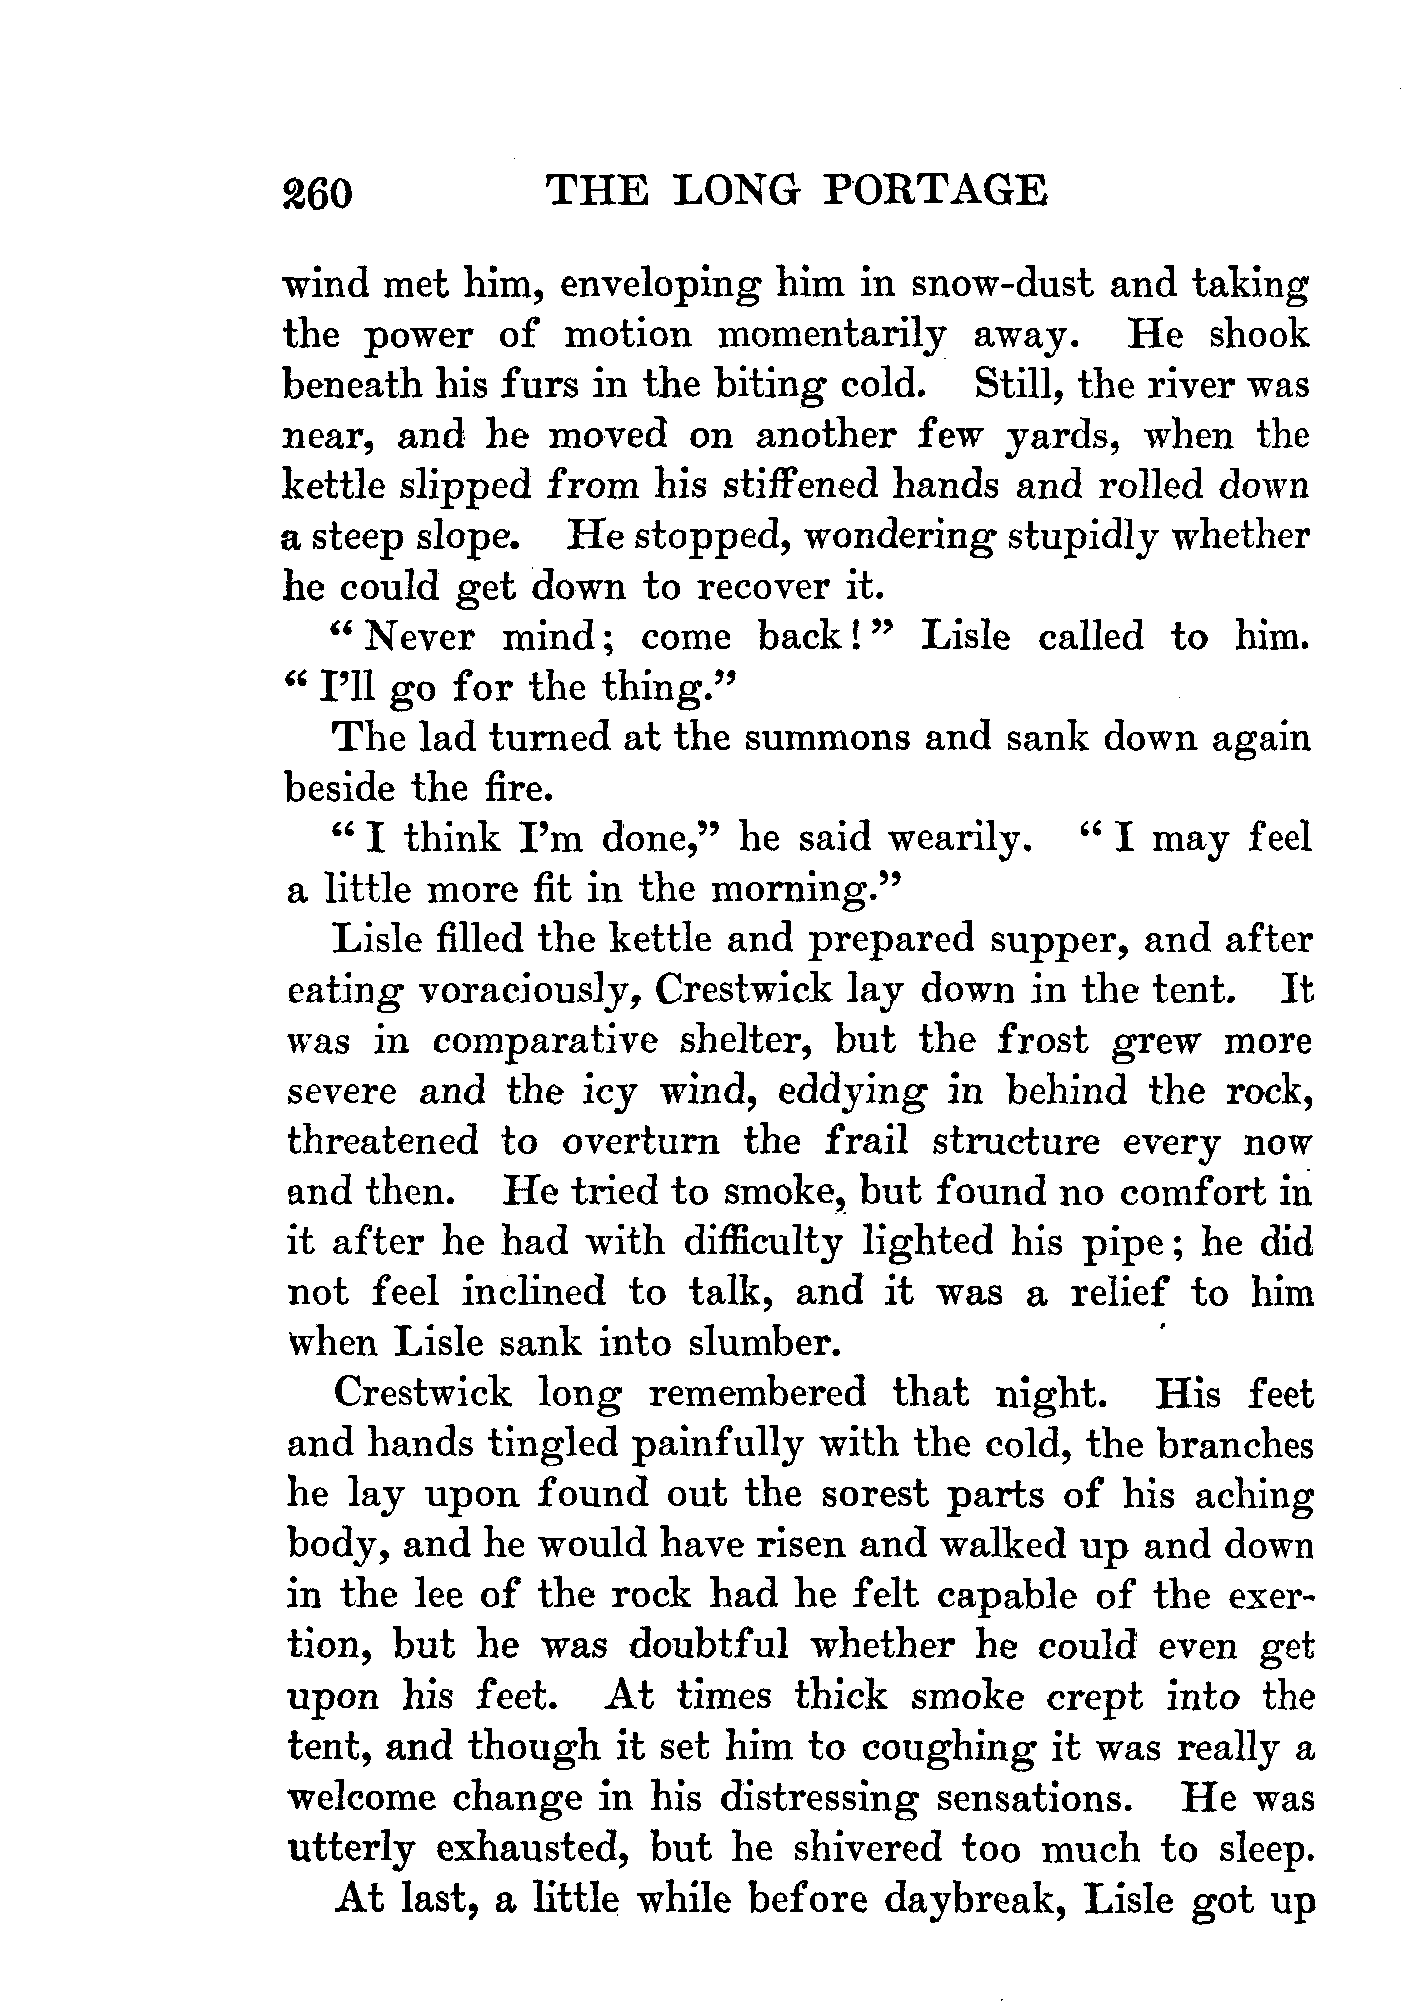 260 THE LONG PORTAGE
wind met him, enveloping him in snow-dust and taking
the power of motion momentarily away. He shook
beneath his furs in the biting cold. Still, the river was
near, and he moved on another few yards, when the
kettle slipped from his stiffened hands and rolled down
a steep slope. He stopped, wondering stupidly whether
he could get down to recover it.
“Never mind; come back!” Lisle called to him.
“I’ll go for the thing.”
The lad turned at the summons and sank down again
beside the fire.
“I think I’m done,” he said wearily. “I may feel
a little more fit in the morning.”
Lisle filled the kettle and prepared supper, and after
eating voraciously, Crestwick lay down in the tent. It
was in comparative shelter, but the frost grew more
severe and the icy wind, eddying in behind the rock,
threatened to overturn the frail structure every now
and then. He tried to smoke, but found no comfort in
it after he had with difficulty lighted his pipe; he did
not feel inclined to talk, and it was a relief to him
when Lisle sank into slumber.
Crestwick long remembered that night. His feet
and hands tingled painfully with the cold, the branches
he lay upon found out the sorest parts of his aching
body, and he would have risen and walked up and down
in the lee of the rock had he felt capable of the exer-
tion, but he was doubtful whether he could even get
upon his feet. At times thick smoke crept into the
tent, and though it set him to coughing it was really a
welcome change in his distressing sensations. He was
utterly exhausted, but he shivered too much to sleep.
At last, a little while before daybreak, Lisle got up